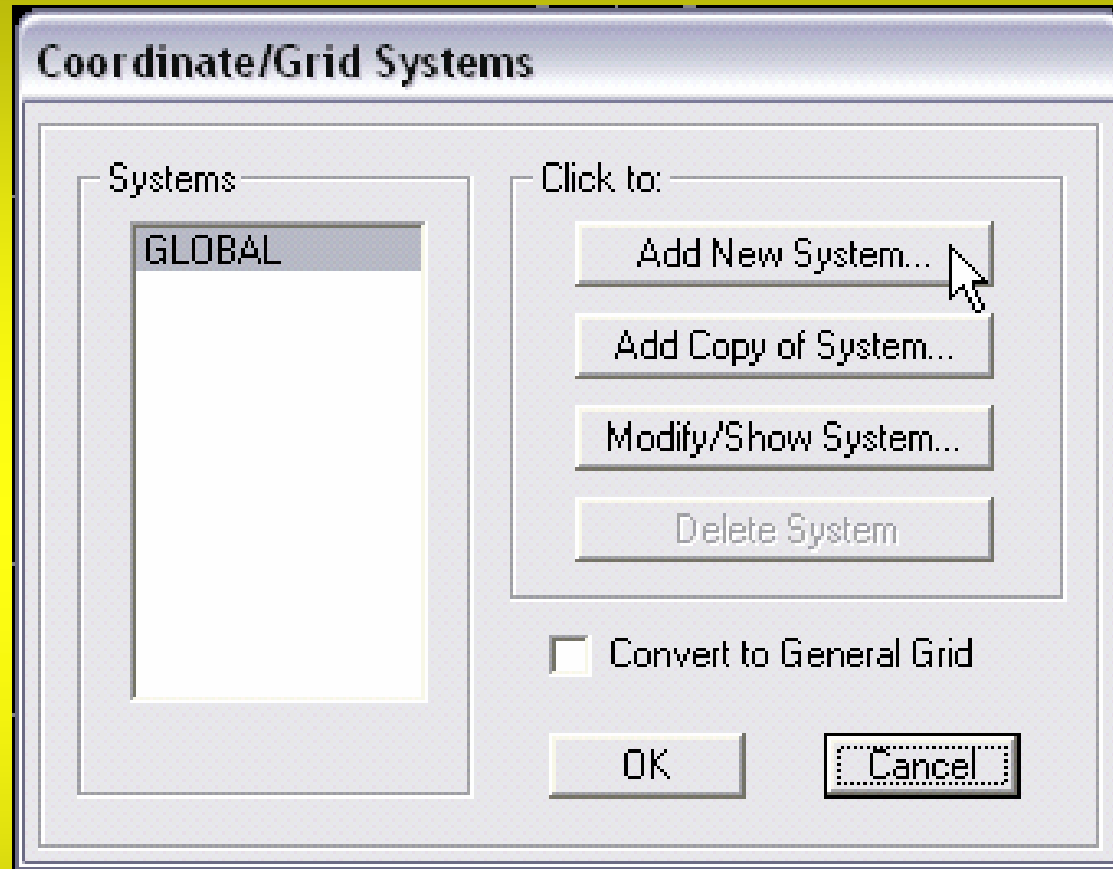 Coordinate/Grid Systems
Systems
GLOBAL
Click to:
Add New System...
Add Copy of System...
Modify/Show System...
Delete System
Convert to General Grid
OK
Cancel